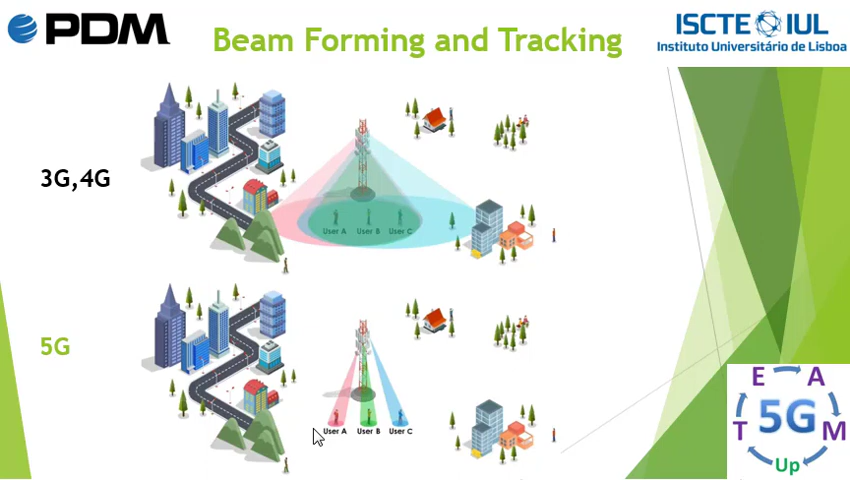 PDM
Beam Forming and Tracking
ISCTE IUL
Instituto Universitário de Lisboa
3G,4G
User A User B User C
5G
User A User B User C
E A
T 5G M
Up